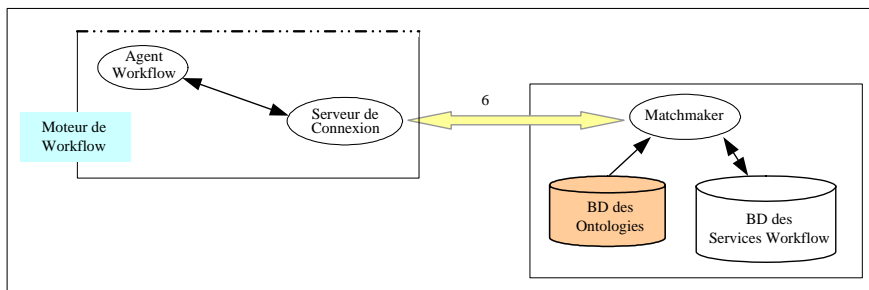 Agent
Workflow
Serveur de
Connexion
Moteur de
Workflow
6
Matchmaker
BD des
Ontologies
BD des
Services Workflow